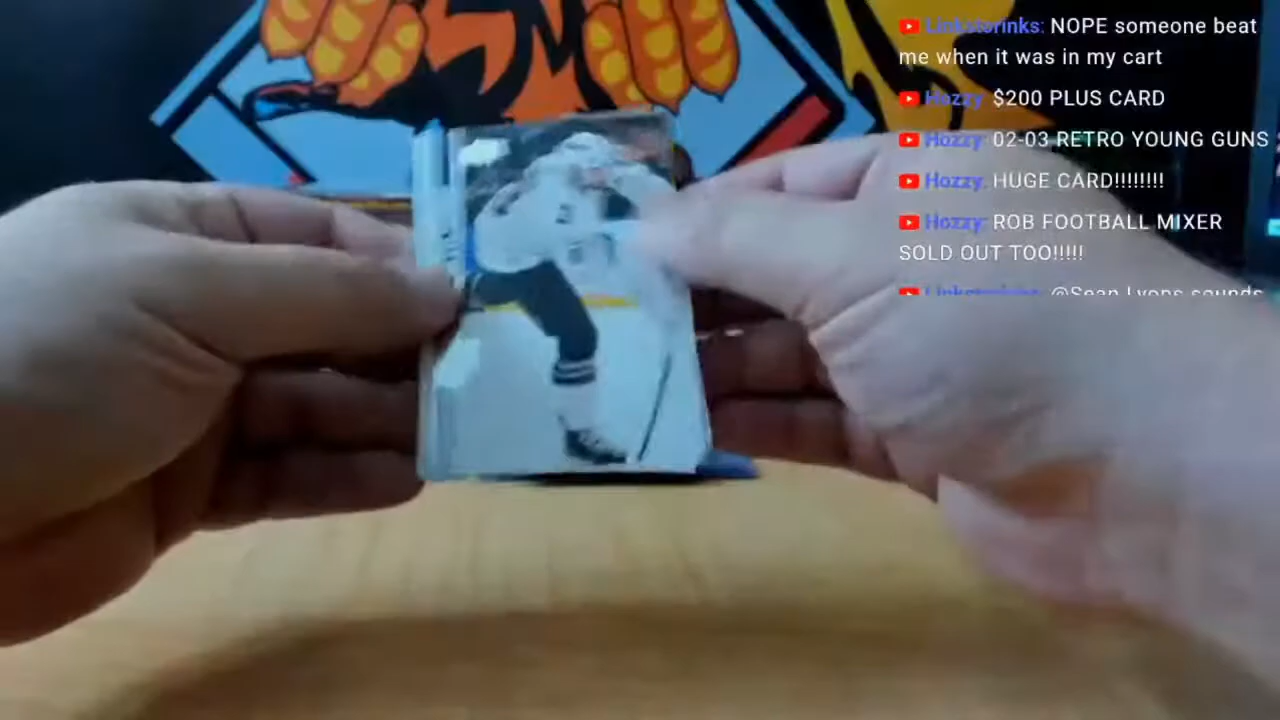 Linkstorinks: NOPE someone beat
me when it was in my cart
Hozzy: $200 PLUS CARD
Hozzy: 02-03 RETRO YOUNG GUNS
Hozzy: HUGE CARD!!!!!!!!
Hozzy: ROB FOOTBALL MIXER
SOLD OUT TOO!!!!!
Linkstorinks: @Sean Lyons sounds